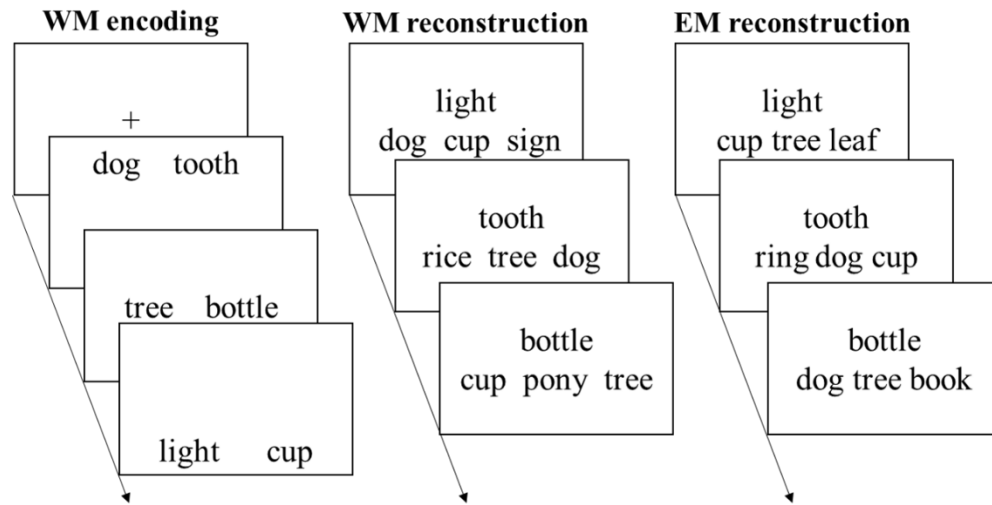 WM encoding
+
dog tooth
tree bottle
light cup
WM reconstruction
light
dog cup sign
tooth
rice tree dog
bottle
cup pony tree
EM reconstruction
light
cup tree leaf
tooth
ring dog cup
bottle
dog tree book